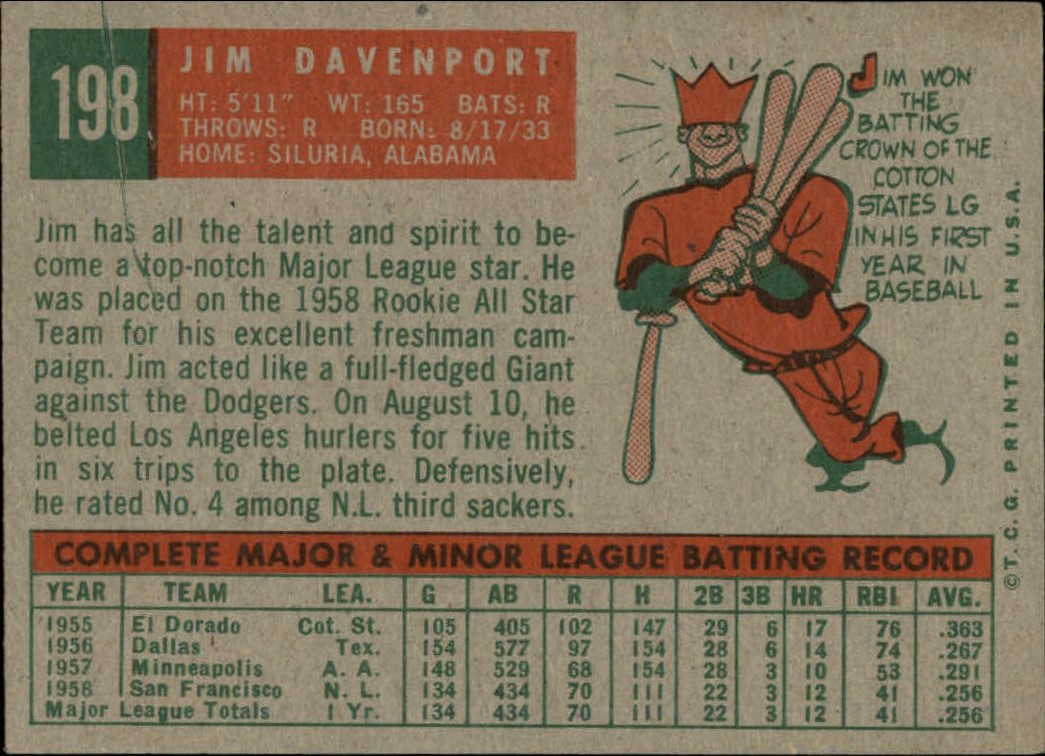 198
JIM DAVENPORT
HT: 5'11" WT: 165 BATS: R
THROWS: R BORN: 8/17/33
HOME: SILURIA, ALABAMA
JIM WON
THE
BATTING
CROWN OF THE
COTTON
STATES LG
IN HIS FIRST
YEAR IN
BASEBALL
Jim has all the talent and spirit to be-
come a top-notch Major League star. He
was placed on the 1958 Rookie All Star
Team for his excellent freshman cam-
paign. Jim acted like a full-fledged Giant
against the Dodgers. On August 10, he
belted Los Angeles hurlers for five hits
in six trips to the plate. Defensively,
he rated No. 4 among N.L. third sackers.
©T. C. G. PRINTED IN U.S.A.
COMPLETE MAJOR & MINOR LEAGUE BATTING RECORD
YEAR TEAM LEA. G AB R H 2B 3B HR RBI AVG.
1955 El Dorado Cot. St. 105 405 102 147 29 6 17 76 .363
1956 Dallas Tex. 154 577 97 154 28 6 14 74 .267
1957 Minneapolis A. A. 148 529 68 154 28 3 10 53 .291
1958 San Francisco N. L. 134 434 70 111 22 3 12 41 .256
Major League Totals 1 Yr. 134 434 70 111 22 3 12 41 .256